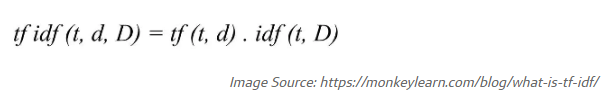 tf idf (t, d, D) = tf (t, d) . idf (t, D)
Image Source: https://monkeylearn.com/blog/what-is-tf-idf/